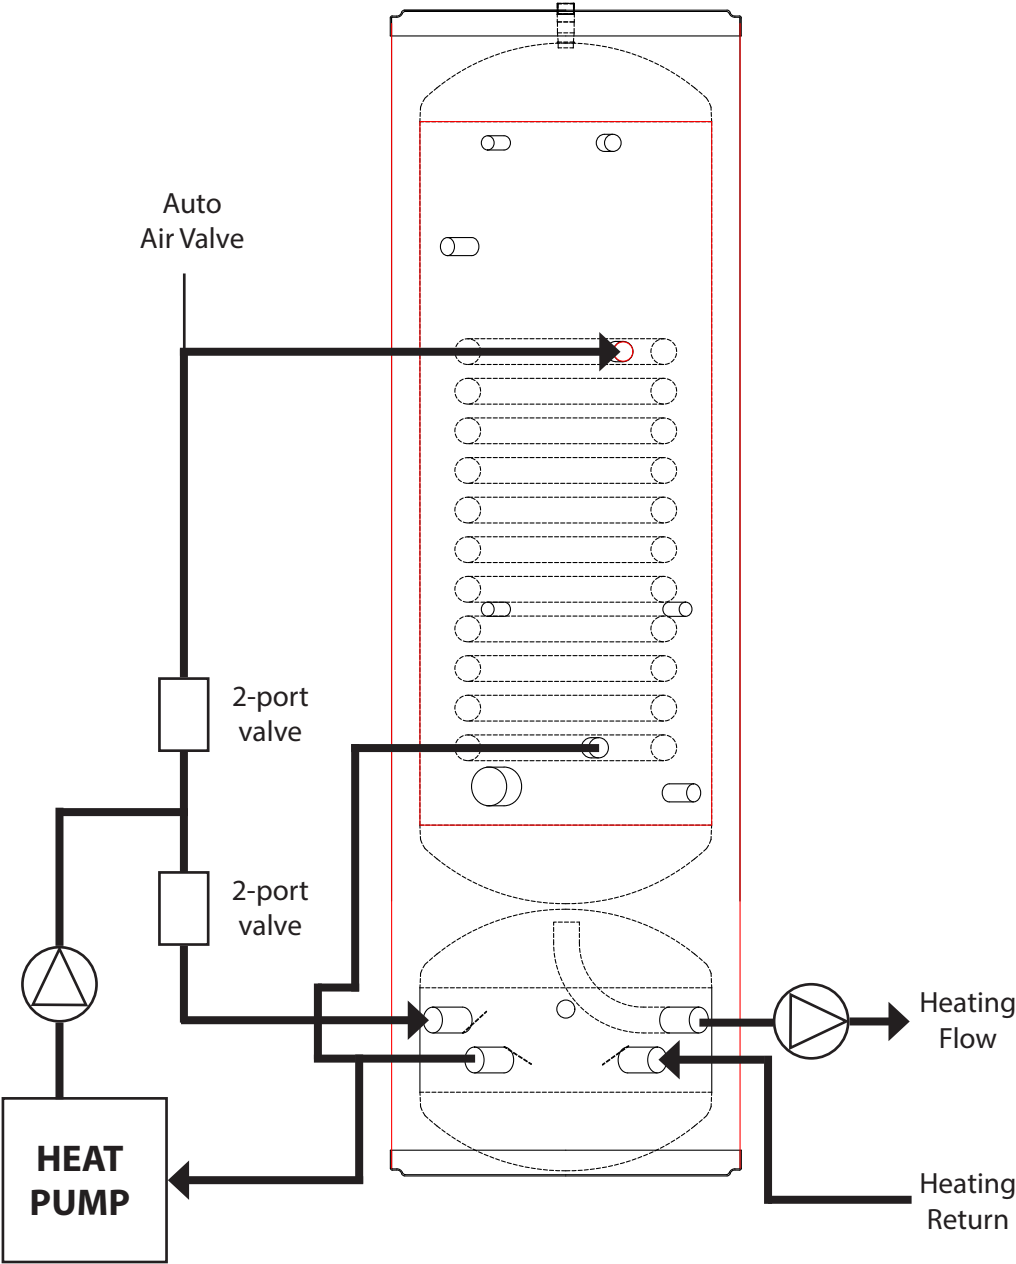 Auto
Air Valve
2-port
valve
2-port
valve
Heating
Flow
HEAT
PUMP
Heating
Return